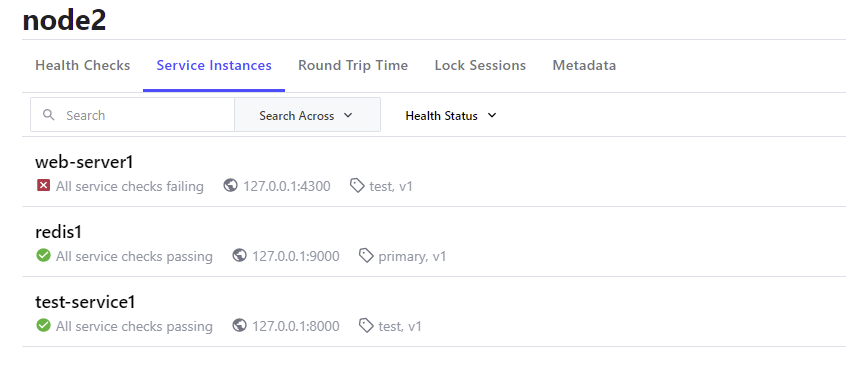 node2
Health Checks Service Instances Round Trip Time Lock Sessions Metadata
Search Search Across Health Status
web-server1
All service checks failing 127.0.0.1:4300 test, v1
redis1
All service checks passing 127.0.0.1:9000 primary, v1
test-service1
All service checks passing 127.0.0.1:8000 test, v1